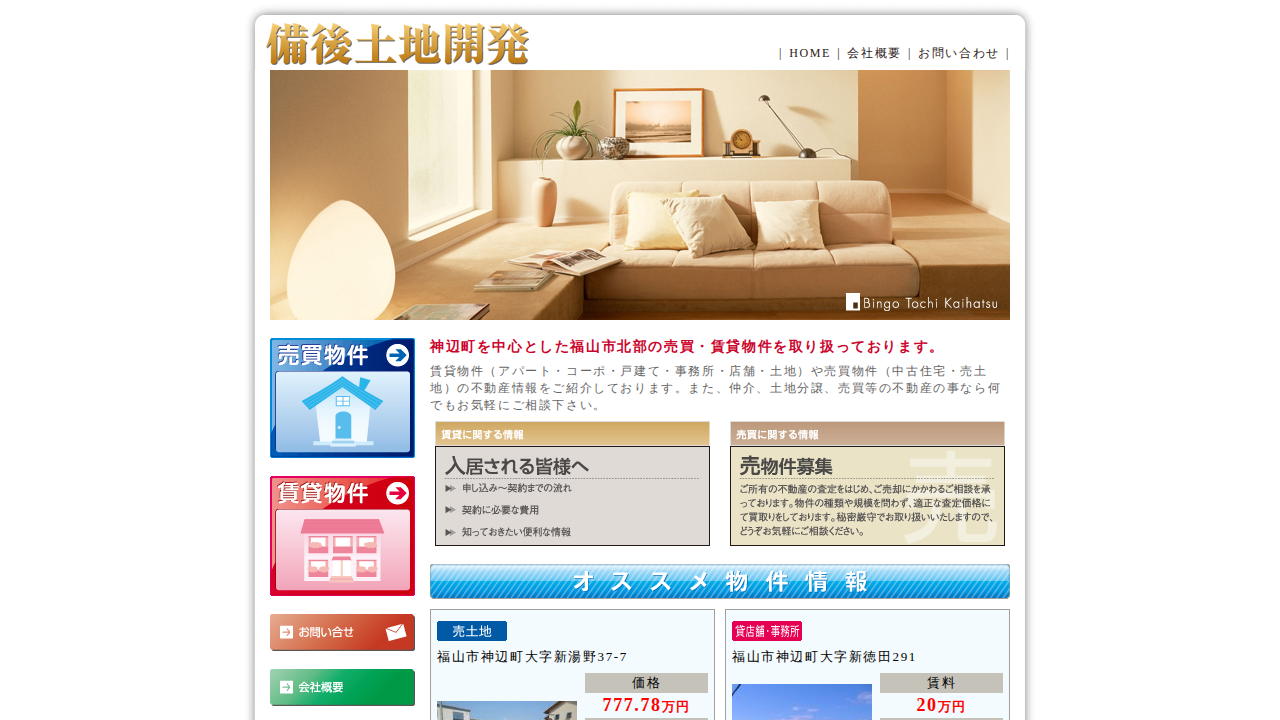 備後土地開発
| HOME | 会社概要 | お問い合わせ |
Bingo Tochi Kaihatsu
売買物件
賃貸物件
お問い合せ
会社概要
神辺町を中心とした福山市北部の売買・賃貸物件を取り扱っております。
賃貸物件（アパート・コーポ・戸建て・事務所・店舗・土地）や売買物件（中古住宅・売土
地）の不動産情報をご紹介しております。また、仲介、土地分譲、売買等の不動産の事なら何
でもお気軽にご相談下さい。
賃貸に関する情報
入居される皆様へ
申し込み～契約までの流れ
契約に必要な費用
知っておきたい便利な情報
売買に関する情報
売物件募集
売
ご所有の不動産の査定をはじめ、ご売却にかかわるご相談を承
っております。物件の種類や規模を問わず、適正な査定価格に
て買取りをしております。秘密厳守でお取り扱いいたしますので、
どうぞお気軽にご相談ください。
オススメ物件情報
売土地
福山市神辺町大字新湯野37-7
価格
777.78万円
貸店舗・事務所
福山市神辺町大字新徳田291
賃料
20万円